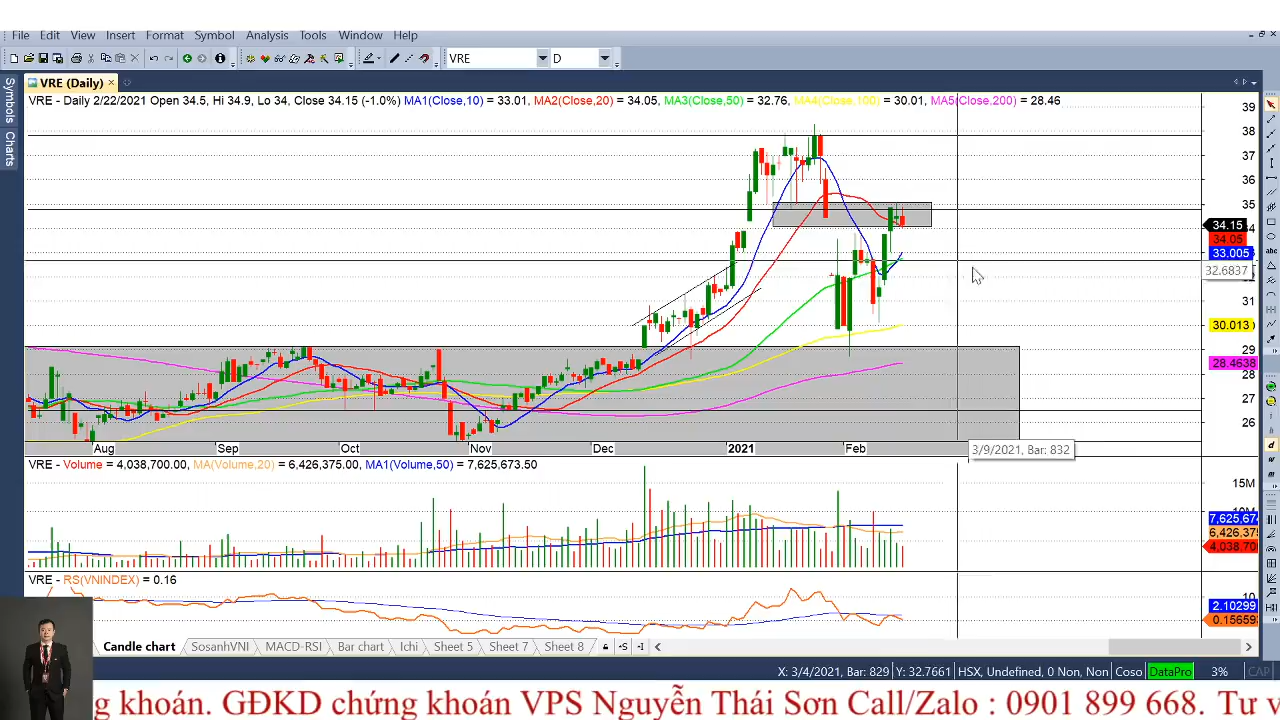 File Edit View Insert Format Symbol Analysis Tools Window Help
VRE D
VRE (Daily)
Symbols
Charts
VRE - Daily 2/22/2021 Open 34.5, Hi 34.9, Lo 34, Close 34.15 (-1.0%) MA1(Close,10) = 33.01, MA2(Close,20) = 34.05, MA3(Close,50) = 32.76, MA4(Close,100) = 30.01, MA5(Close,200) = 28.46
39
38
37
36
35
34.15
34.05
33.005
32.6837
31
30.013
29
28.4638
28
27
26
Aug Sep Oct Nov Dec 2021 Feb
3/9/2021, Bar: 832
VRE - Volume = 4,038,700.00, MA(Volume,20) = 6,426,375.00, MA1(Volume,50) = 7,625,673.50
15M
7,625,674
6,426,375
4,038,700
VRE - RS(VNINDEX) = 0.16
10
2.10299
0.15659
Candle chart SosanhVNI MACD-RSI Bar chart Ichi Sheet 5 Sheet 7 Sheet 8
X: 3/4/2021, Bar: 829 Y: 32.7661 HSX, Undefined, 0 Non, Non Coso DataPro 3% CAP
g khoán. GĐKD chứng khoán VPS Nguyễn Thái Sơn Call/Zalo : 0901 899 668. Tư v